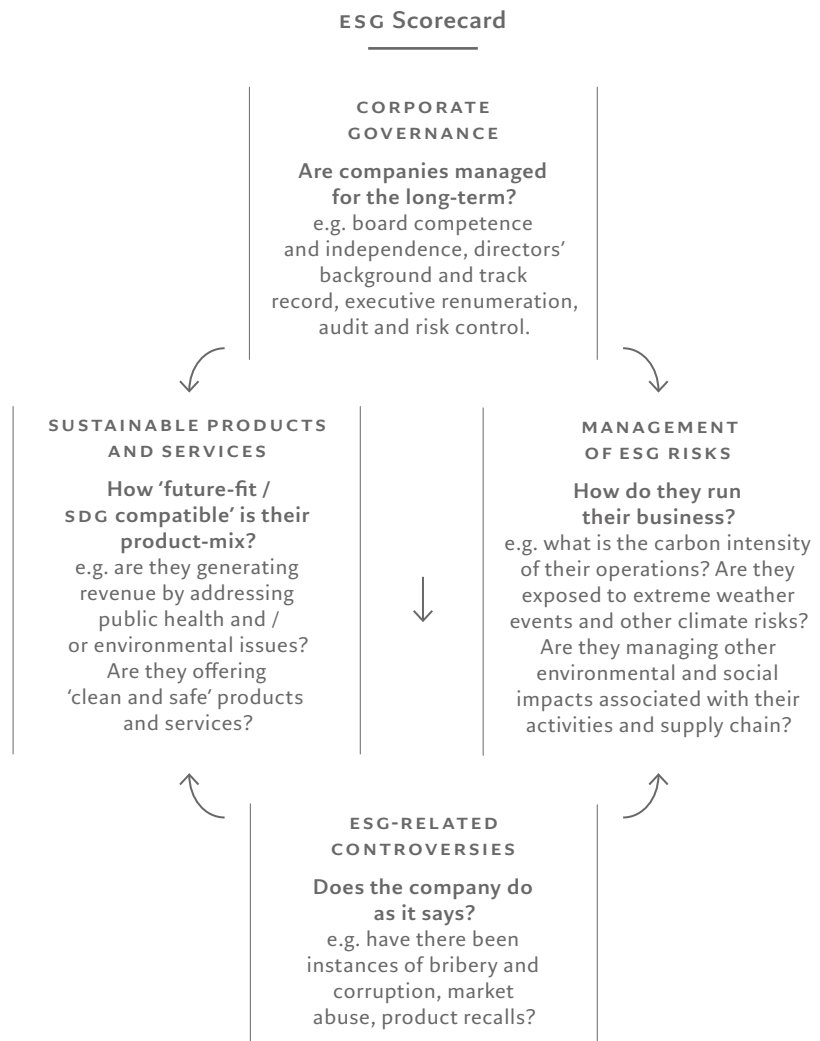 ESG Scorecard
CORPORATE
GOVERNANCE
Are companies managed
for the long-term?
e.g. board competence
and independence, directors’
background and track
record, executive renumeration,
audit and risk control.
SUSTAINABLE PRODUCTS
AND SERVICES
How ‘future-fit /
SDG compatible’ is their
product-mix?
e.g. are they generating
revenue by addressing
public health and /
or environmental issues?
Are they offering
‘clean and safe’ products
and services?
MANAGEMENT
OF ESG RISKS
How do they run
their business?
e.g. what is the carbon intensity
of their operations? Are they
exposed to extreme weather
events and other climate risks?
Are they managing other
environmental and social
impacts associated with their
activities and supply chain?
ESG-RELATED
CONTROVERSIES
Does the company do
as it says?
e.g. have there been
instances of bribery and
corruption, market
abuse, product recalls?